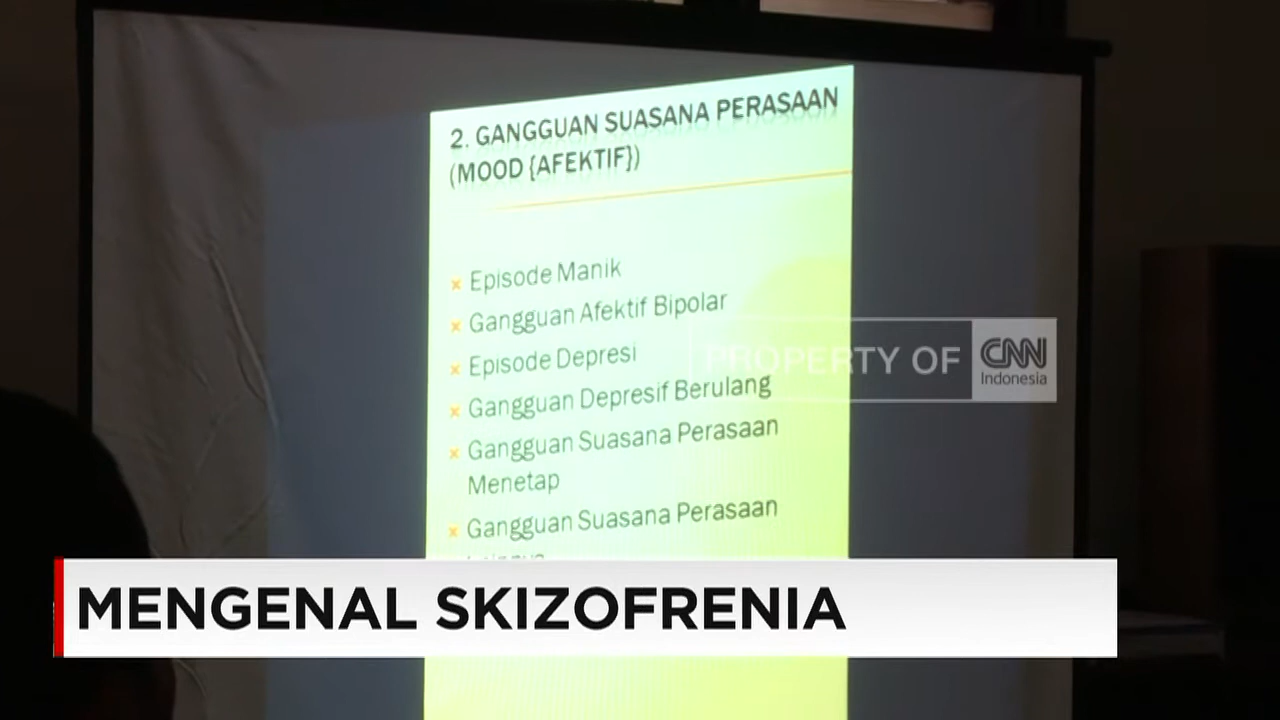 2. GANGGUAN SUASANA PERASAAN
(MOOD {AFEKTIF})
× Episode Manik
× Gangguan Afektif Bipolar
× Episode Depresi
× Gangguan Depresif Berulang
× Gangguan Suasana Perasaan
Menetap
× Gangguan Suasana Perasaan
PROPERTY OF CNN
Indonesia
MENGENAL SKIZOFRENIA